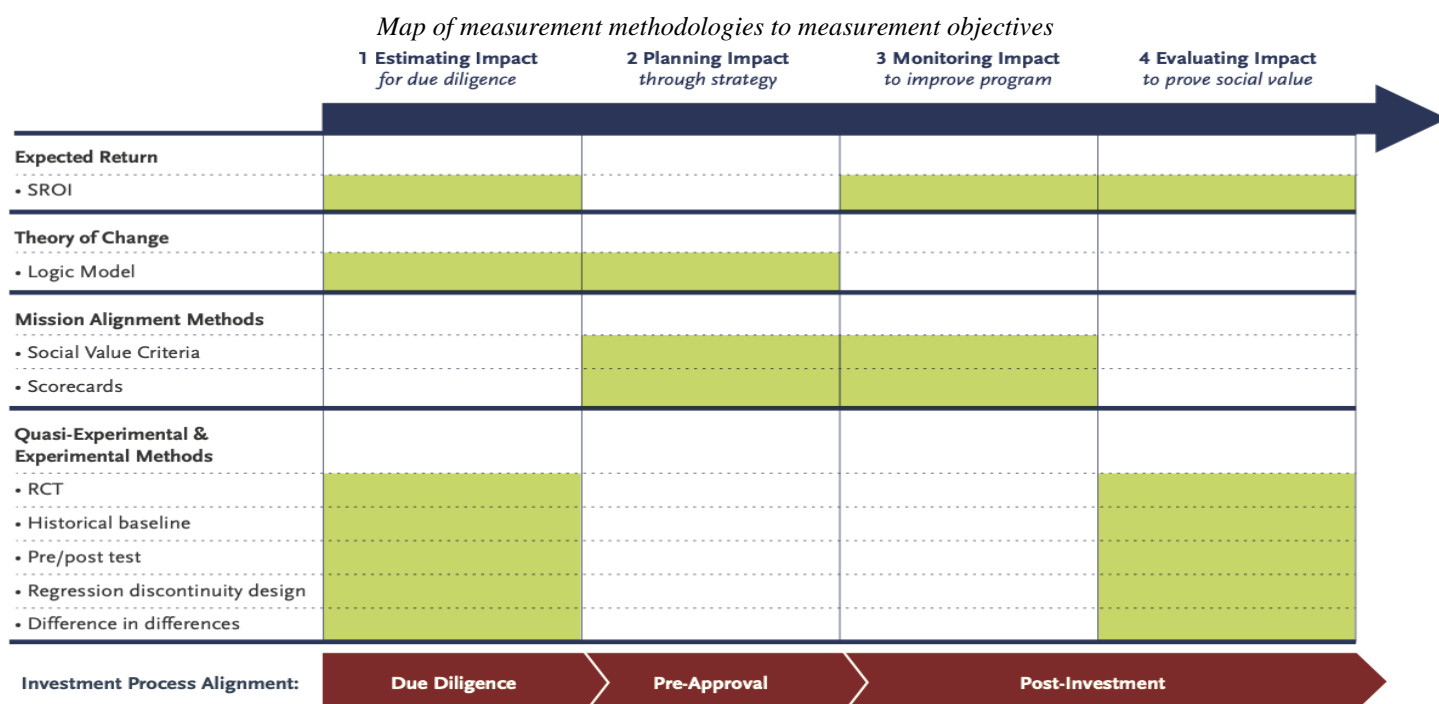 Map of measurement methodologies to measurement objectives
1 Estimating Impact
for due diligence
2 Planning Impact
through strategy
3 Monitoring Impact
to improve program
4 Evaluating Impact
to prove social value
Expected Return
• SROI
Theory of Change
• Logic Model
Mission Alignment Methods
• Social Value Criteria
• Scorecards
Quasi-Experimental &
Experimental Methods
• RCT
• Historical baseline
• Pre/post test
• Regression discontinuity design
• Difference in differences
Investment Process Alignment:
Due Diligence
Pre-Approval
Post-Investment